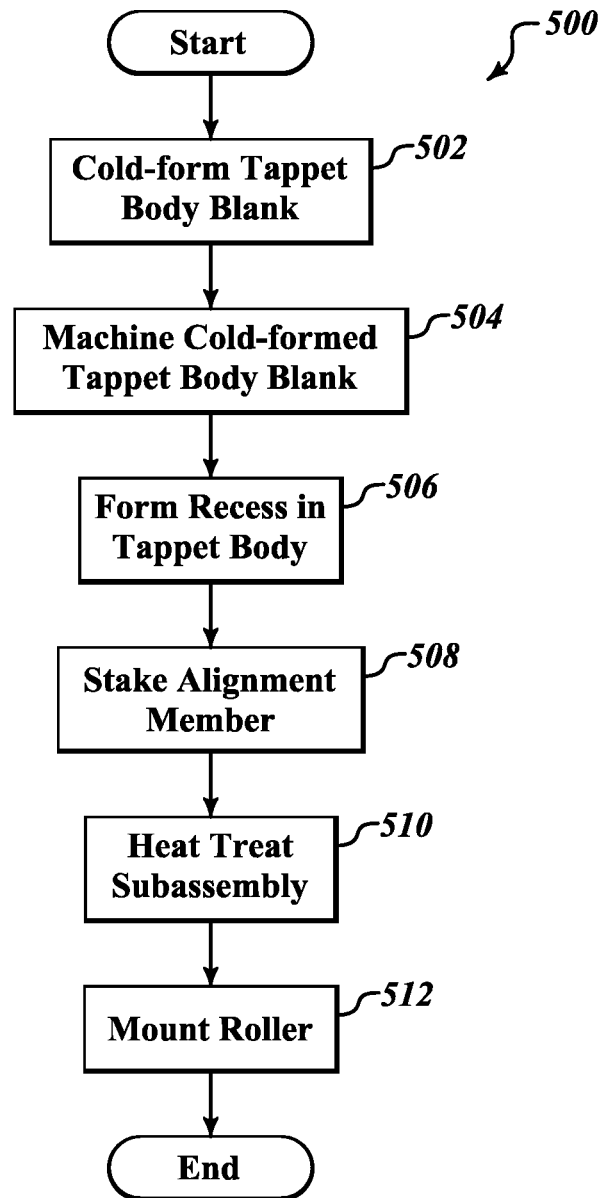 Start
500
Cold-form Tappet
Body Blank
502
Machine Cold-formed
Tappet Body Blank
504
Form Recess in
Tappet Body
506
Stake Alignment
Member
508
Heat Treat
Subassembly
510
Mount Roller
512
End